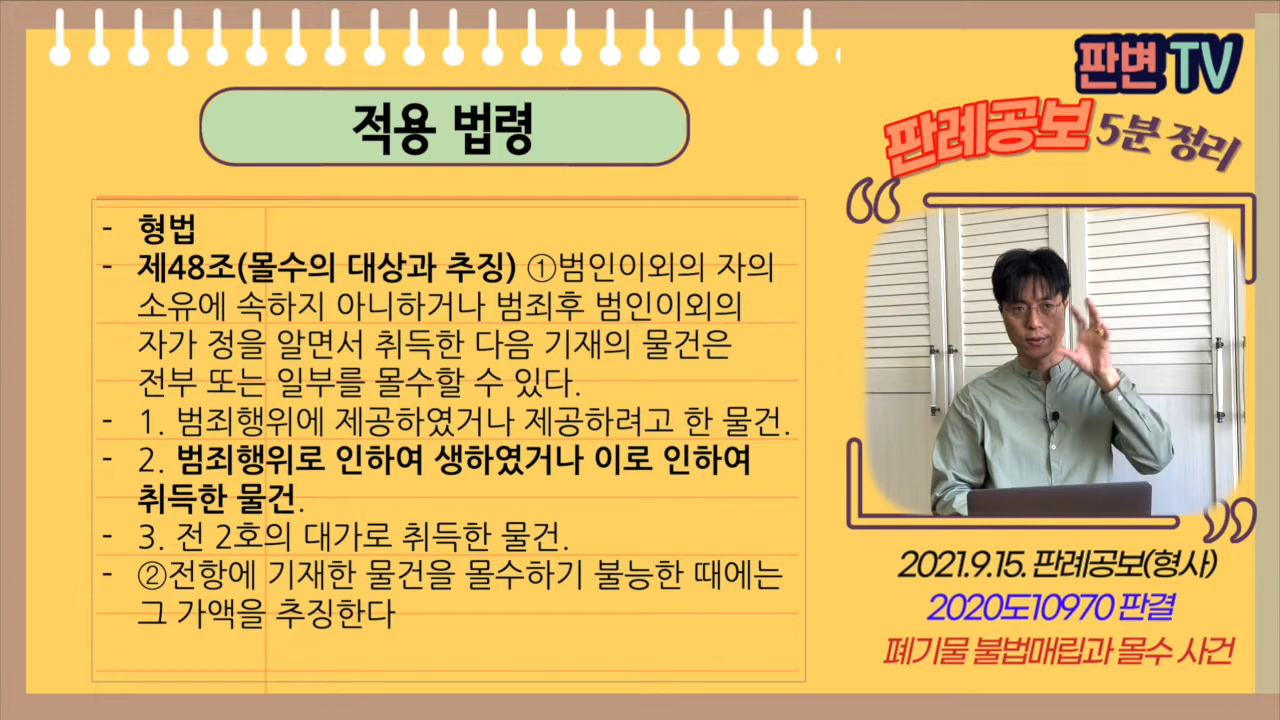 적용 법령
- 형법
- 제48조(몰수의 대상과 추징) ①범인이외의 자의
소유에 속하지 아니하거나 범죄후 범인이외의
자가 정을 알면서 취득한 다음 기재의 물건은
전부 또는 일부를 몰수할 수 있다.
- 1. 범죄행위에 제공하였거나 제공하려고 한 물건.
- 2. 범죄행위로 인하여 생하였거나 이로 인하여
취득한 물건.
- 3. 전 2호의 대가로 취득한 물건.
- ②전항에 기재한 물건을 몰수하기 불능한 때에는
그 가액을 추징한다
판변 TV
판례공보 5분 정리
2021.9.15. 판례공보(형사)
2020도10970 판결
폐기물 불법매립과 몰수 사건